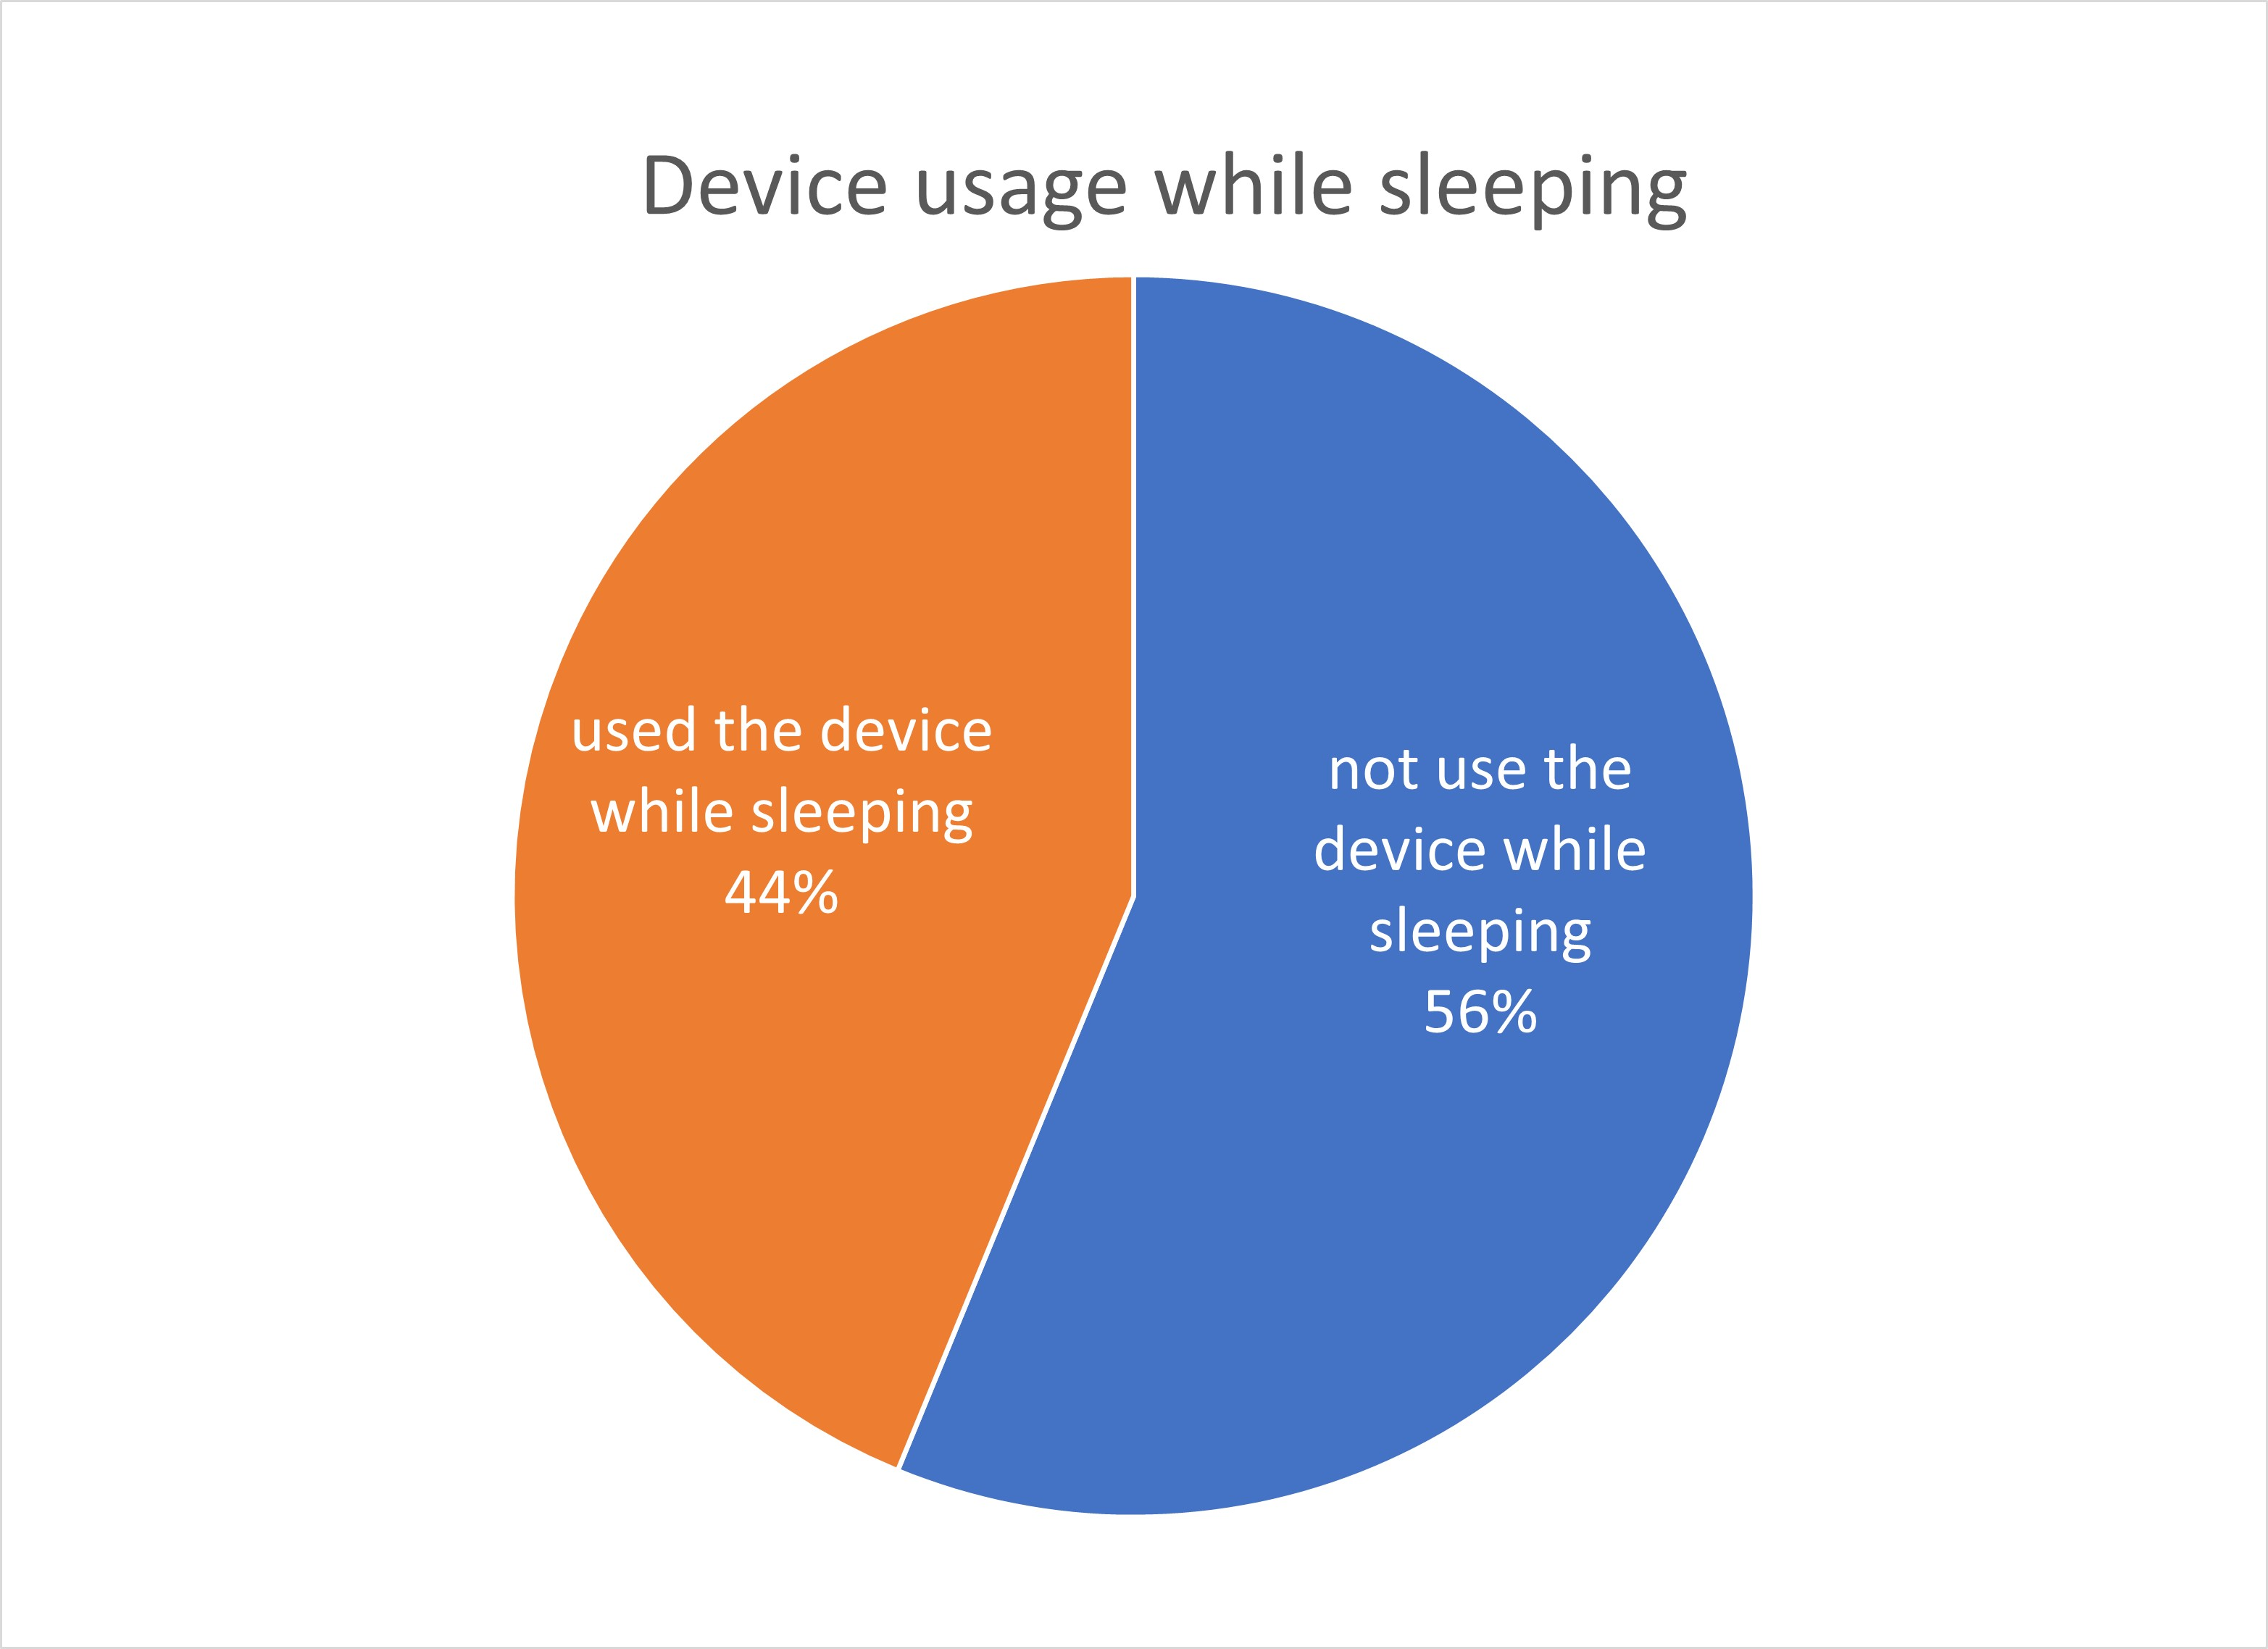 Device usage while sleeping
used the device
while sleeping
44%
not use the
device while
sleeping
56%